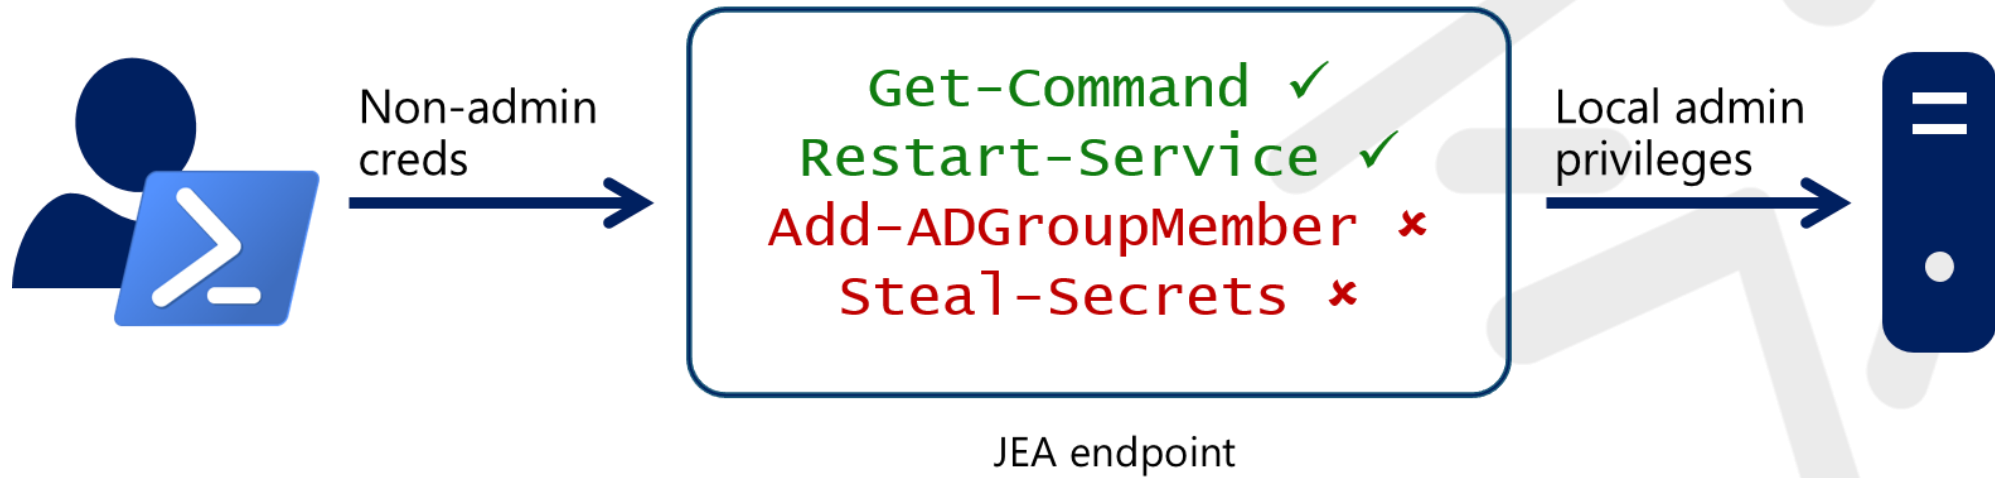 Non-admin
creds
Get-Command ✓
Restart-Service ✓
Add-ADGroupMember ✘
Steal-Secrets ✘
Local admin
privileges
JEA endpoint